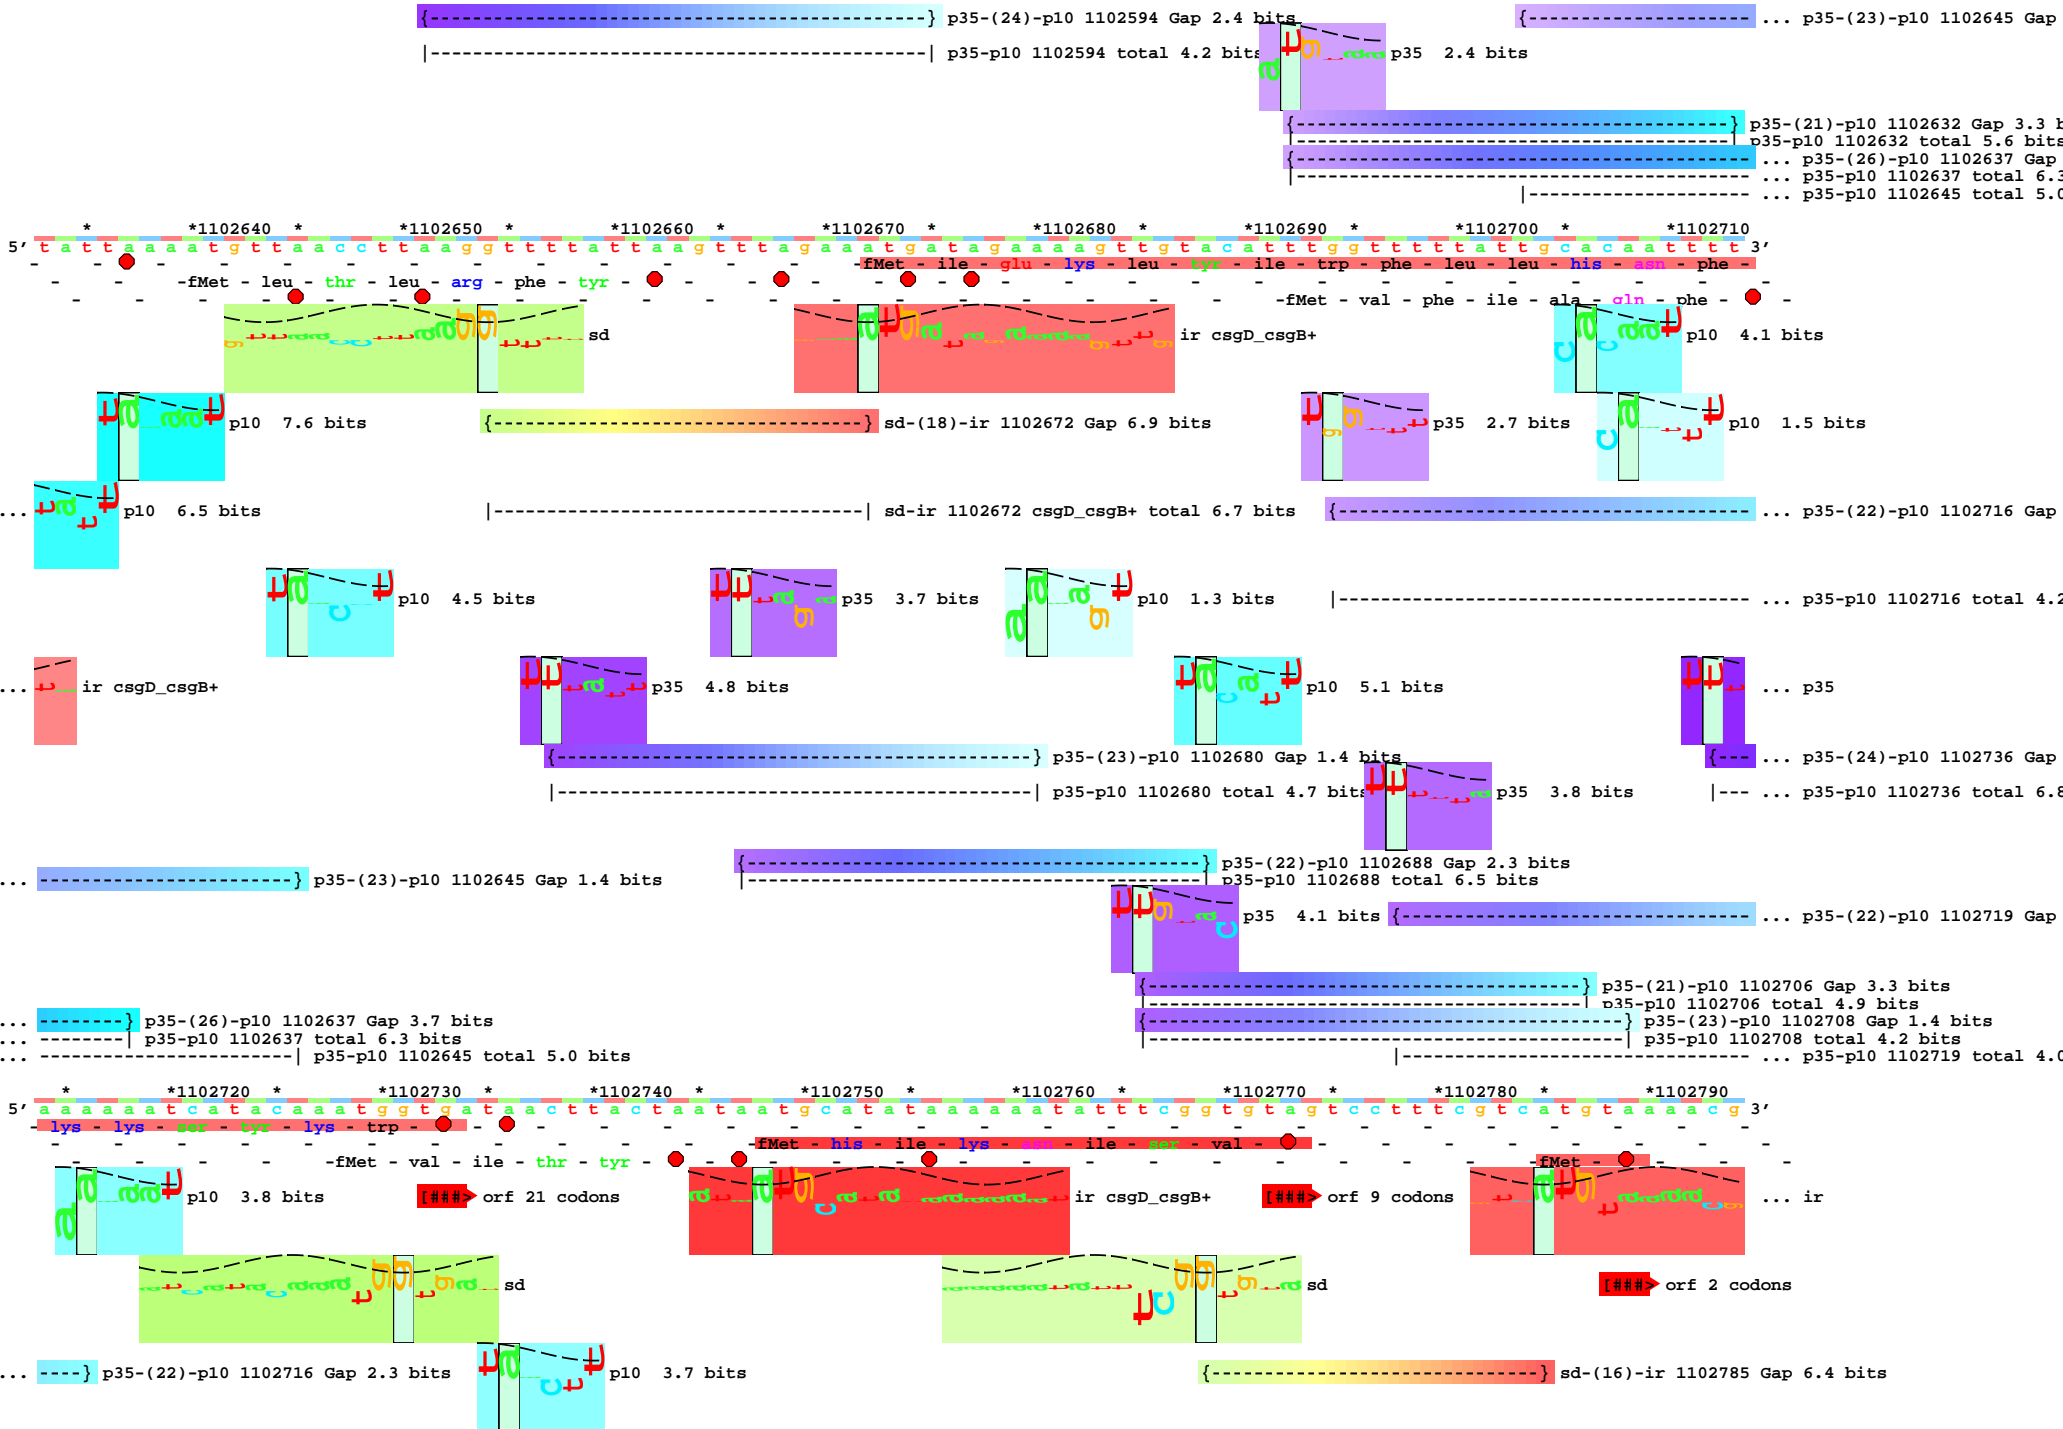 {------------------------} p35-(24)-p10 1102594 Gap 2.4 bits
{----------- ... p35-(23)-p10 1102645 Gap
|------------------------| p35-p10 1102594 total 4.2 bits
p35 2.4 bits
{---------------------} p35-(21)-p10 1102632 Gap 3.3 b
|---------------------| p35-p10 1102632 total 5.6 bits
{---------------------- ... p35-(26)-p10 1102637 Gap
|---------------------- ... p35-p10 1102637 total 6.3
|----------- ... p35-p10 1102645 total 5.0
* *1102640 * *1102650 * *1102660 * *1102670 * *1102680 * *1102690 * *1102700 * *1102710
5' t a t t a a a a t g t t a a c c t t a a g g t t t t a t t a a g t t t a g a a a t g a t a g a a a a g t t g t a c a t t t g g t t t t t a t t g c a c a a t t t t 3'
-fMet - ile - glu - lys - leu - tyr - ile - trp - phe - leu - leu - his - asn - phe -
-fMet - leu - thr - leu - arg - phe - tyr -
-fMet - val - phe - ile - ala - gln - phe -
sd
ir csgD_csgB+
p10 4.1 bits
p10 7.6 bits
{------------------} sd-(18)-ir 1102672 Gap 6.9 bits
p35 2.7 bits
p10 1.5 bits
... p10 6.5 bits
|------------------| sd-ir 1102672 csgD_csgB+ total 6.7 bits
{-------------------- ... p35-(22)-p10 1102716 Gap
p10 4.5 bits
p35 3.7 bits
p10 1.3 bits
|-------------------- ... p35-p10 1102716 total 4.2
... ir csgD_csgB+
p35 4.8 bits
p10 5.1 bits
... p35
{-----------------------} p35-(23)-p10 1102680 Gap 1.4 bits
{--- ... p35-(24)-p10 1102736 Gap
|-----------------------| p35-p10 1102680 total 4.7 bits
p35 3.8 bits
|--- ... p35-p10 1102736 total 6.8
{----------------------} p35-(22)-p10 1102688 Gap 2.3 bits
... ------------} p35-(23)-p10 1102645 Gap 1.4 bits
|----------------------| p35-p10 1102688 total 6.5 bits
p35 4.1 bits
{----------------- ... p35-(22)-p10 1102719 Gap
{---------------------} p35-(21)-p10 1102706 Gap 3.3 bits
|---------------------| p35-p10 1102706 total 4.9 bits
... ----} p35-(26)-p10 1102637 Gap 3.7 bits
{-----------------------} p35-(23)-p10 1102708 Gap 1.4 bits
... ----| p35-p10 1102637 total 6.3 bits
|-----------------------| p35-p10 1102708 total 4.2 bits
... ------------| p35-p10 1102645 total 5.0 bits
|----------------- ... p35-p10 1102719 total 4.0
* *1102720 * *1102730 * *1102740 * *1102750 * *1102760 * *1102770 * *1102780 * *1102790
5' a a a a a a t c a t a c a a a t g g t g a t a a c t t a c t a a t a a t g c a t a t a a a a a a t a t t t c g g t g t a g t c c t t t c g t c a t g t a a a a c g 3'
- lys - lys - ser - tyr - lys - trp -
-fMet - his - ile - lys - asn - ile - ser - val -
-fMet - val - ile - thr - tyr -
-fMet -
p10 3.8 bits
[###> orf 21 codons
ir csgD_csgB+
[###> orf 9 codons
... ir
sd
sd
[###> orf 2 codons
... --} p35-(22)-p10 1102716 Gap 2.3 bits
p10 3.7 bits
{----------------} sd-(16)-ir 1102785 Gap 6.4 bits